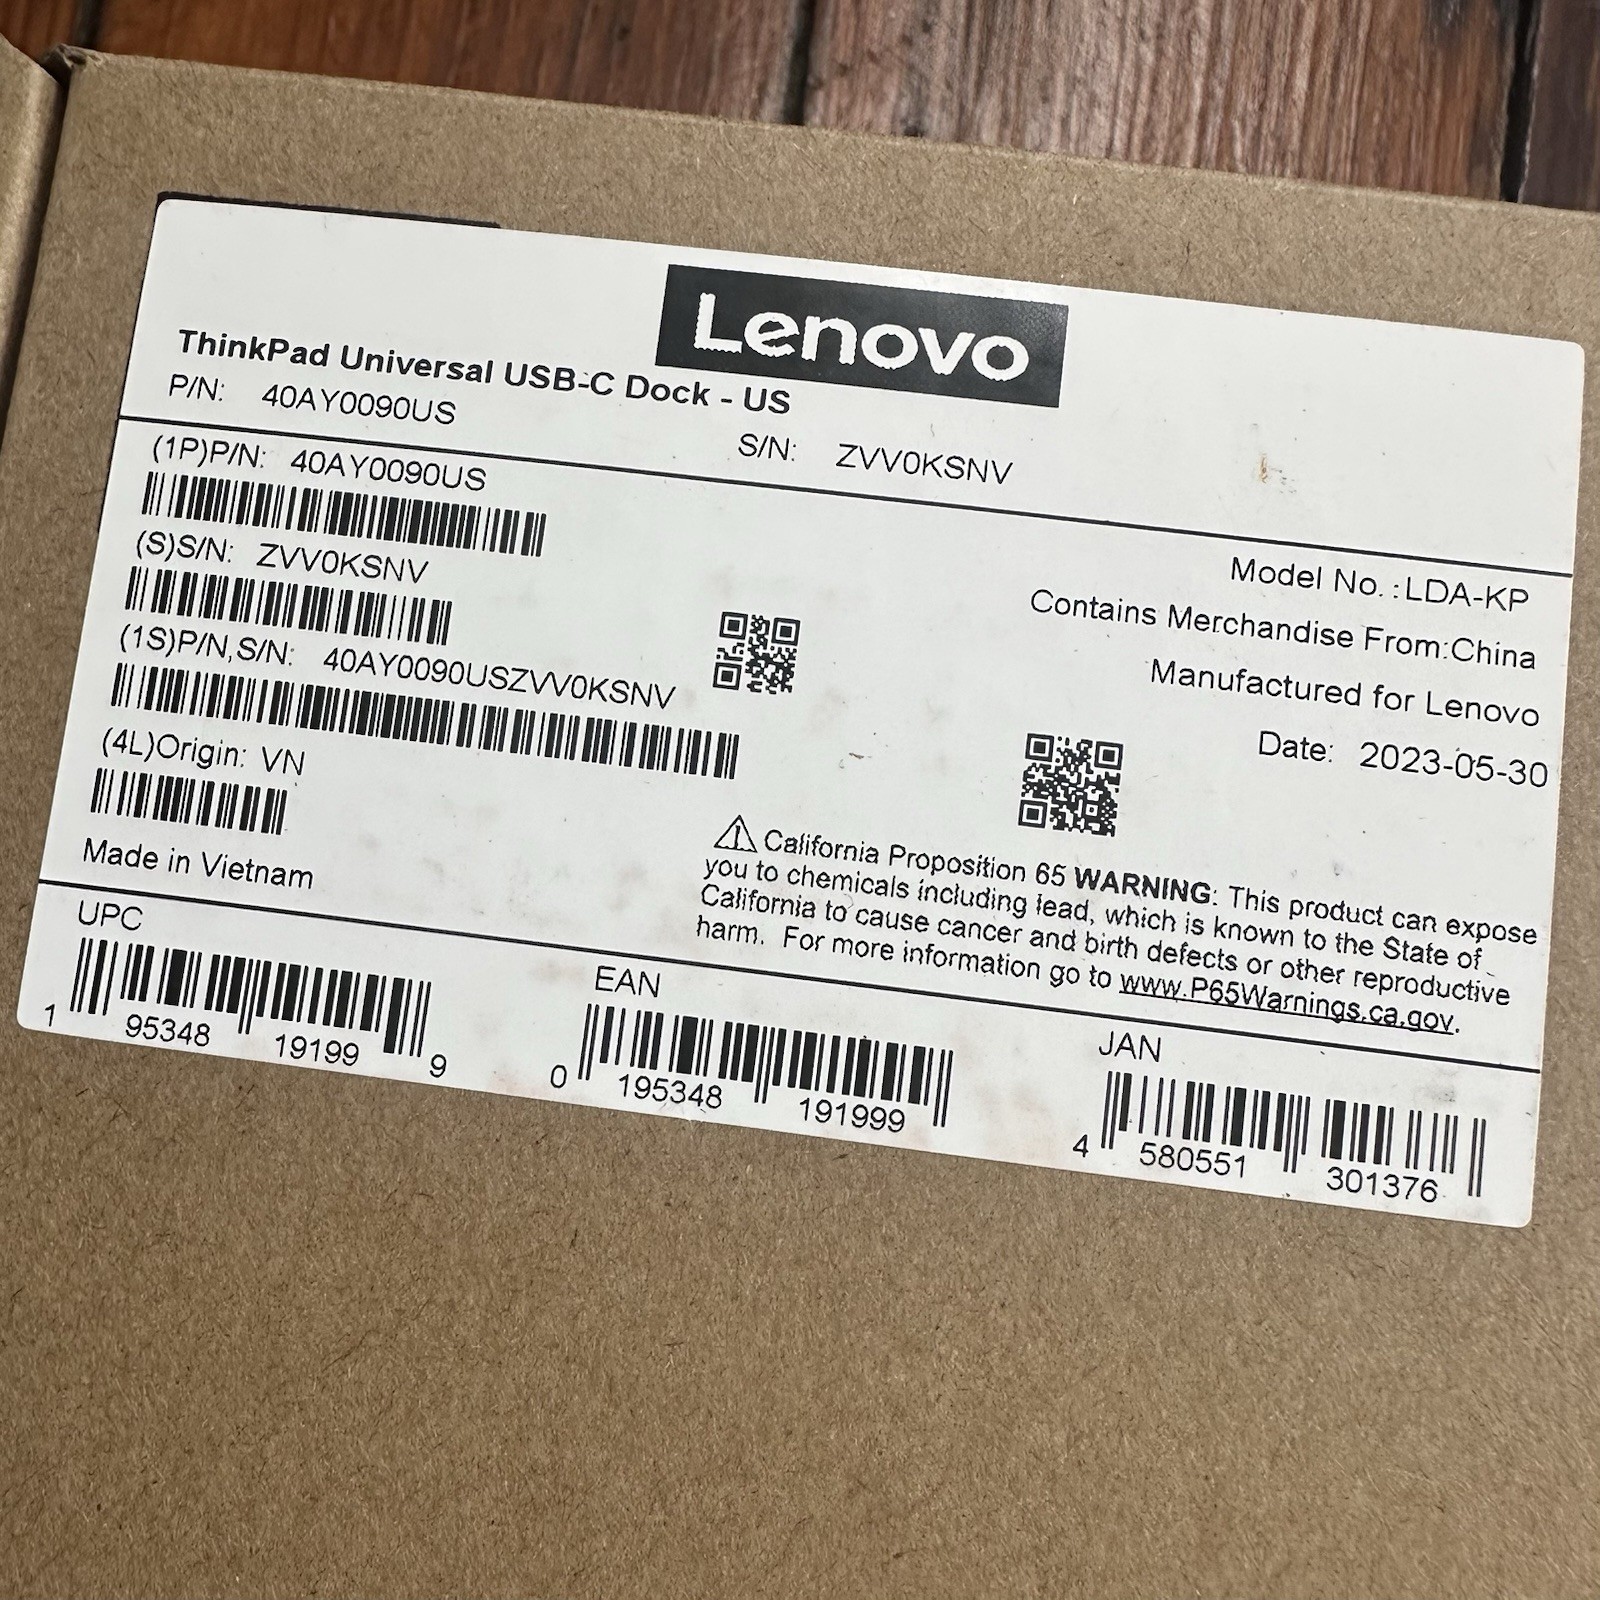 Lenovo
ThinkPad Universal USB-C Dock - US
P/N: 40AY0090US
S/N: ZVV0KSNV
(1P)P/N: 40AY0090US
(S)S/N: ZVV0KSNV
(1S)P/N,S/N: 40AY0090USZVV0KSNV
(4L)Origin: VN
Made in Vietnam
Model No. :LDA-KP
Contains Merchandise From:China
Manufactured for Lenovo
Date: 2023-05-30
⚠ California Proposition 65 WARNING: This product can expose
you to chemicals including lead, which is known to the State of
California to cause cancer and birth defects or other reproductive
harm. For more information go to www.P65Warnings.ca.gov.
UPC
1 95348 19199 9
EAN
0 195348 191999
JAN
4 580551 301376